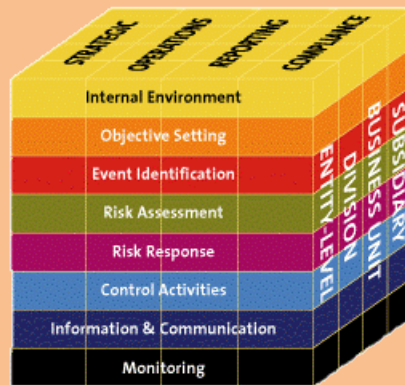 STRATEGIC
OPERATIONS
REPORTING
COMPLIANCE
Internal Environment
Objective Setting
Event Identification
Risk Assessment
Risk Response
Control Activities
Information & Communication
Monitoring
ENTITY-LEVEL
DIVISION
BUSINESS UNIT
SUBSIDIARY